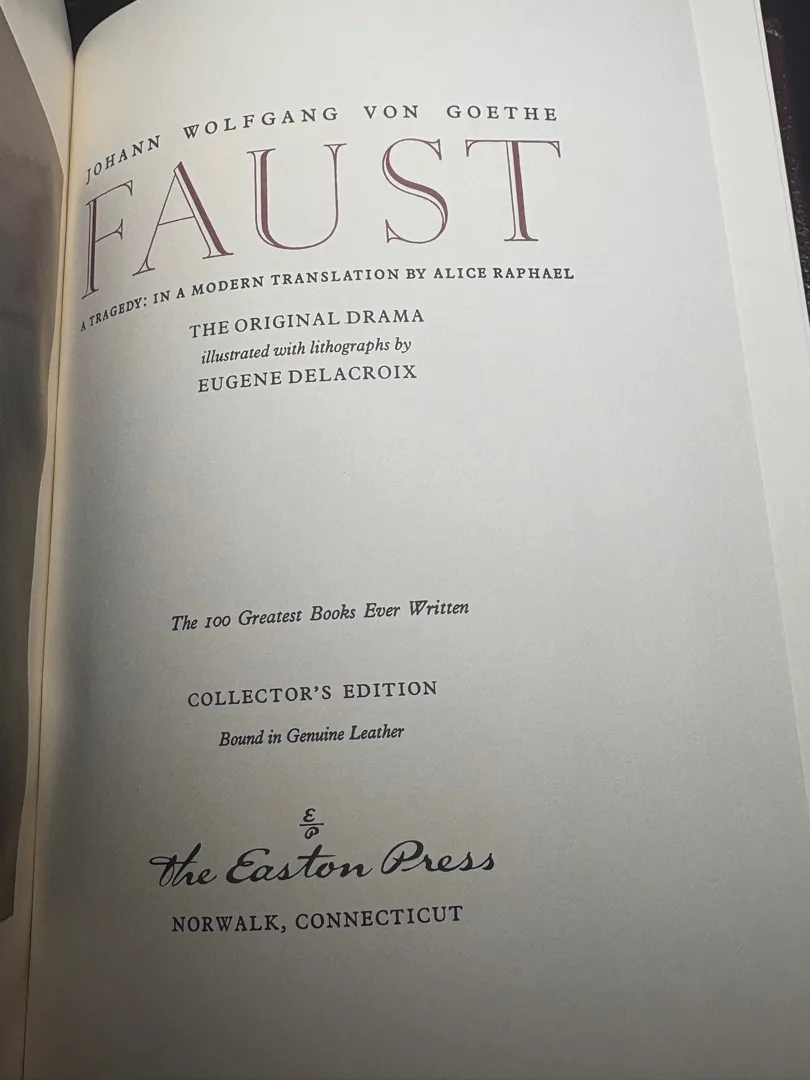 JOHANN WOLFGANG VON GOETHE
FAUST
A TRAGEDY: IN A MODERN TRANSLATION BY ALICE RAPHAEL
THE ORIGINAL DRAMA
illustrated with lithographs by
EUGENE DELACROIX
The 100 Greatest Books Ever Written
COLLECTOR'S EDITION
Bound in Genuine Leather
E
P
The Easton Press
NORWALK, CONNECTICUT